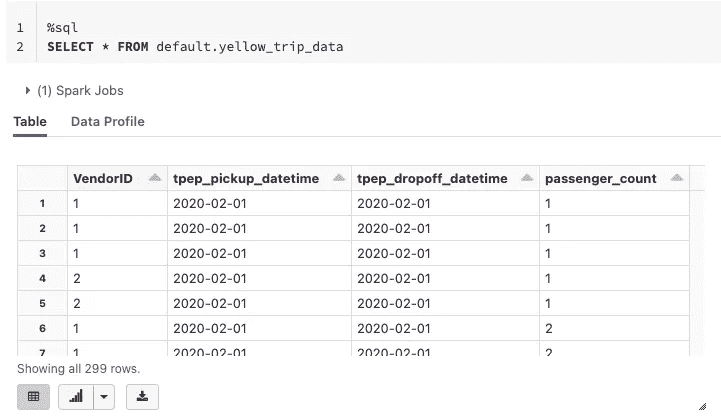 1 %sql
2 SELECT * FROM default.yellow_trip_data
(1) Spark Jobs
Table Data Profile
VendorID tpep_pickup_datetime tpep_dropoff_datetime passenger_count
1 1 2020-02-01 2020-02-01 1
2 1 2020-02-01 2020-02-01 1
3 1 2020-02-01 2020-02-01 1
4 2 2020-02-01 2020-02-01 1
5 2 2020-02-01 2020-02-01 1
6 1 2020-02-01 2020-02-01 2
7 1 2020-02-01 2020-02-01 2
Showing all 299 rows.